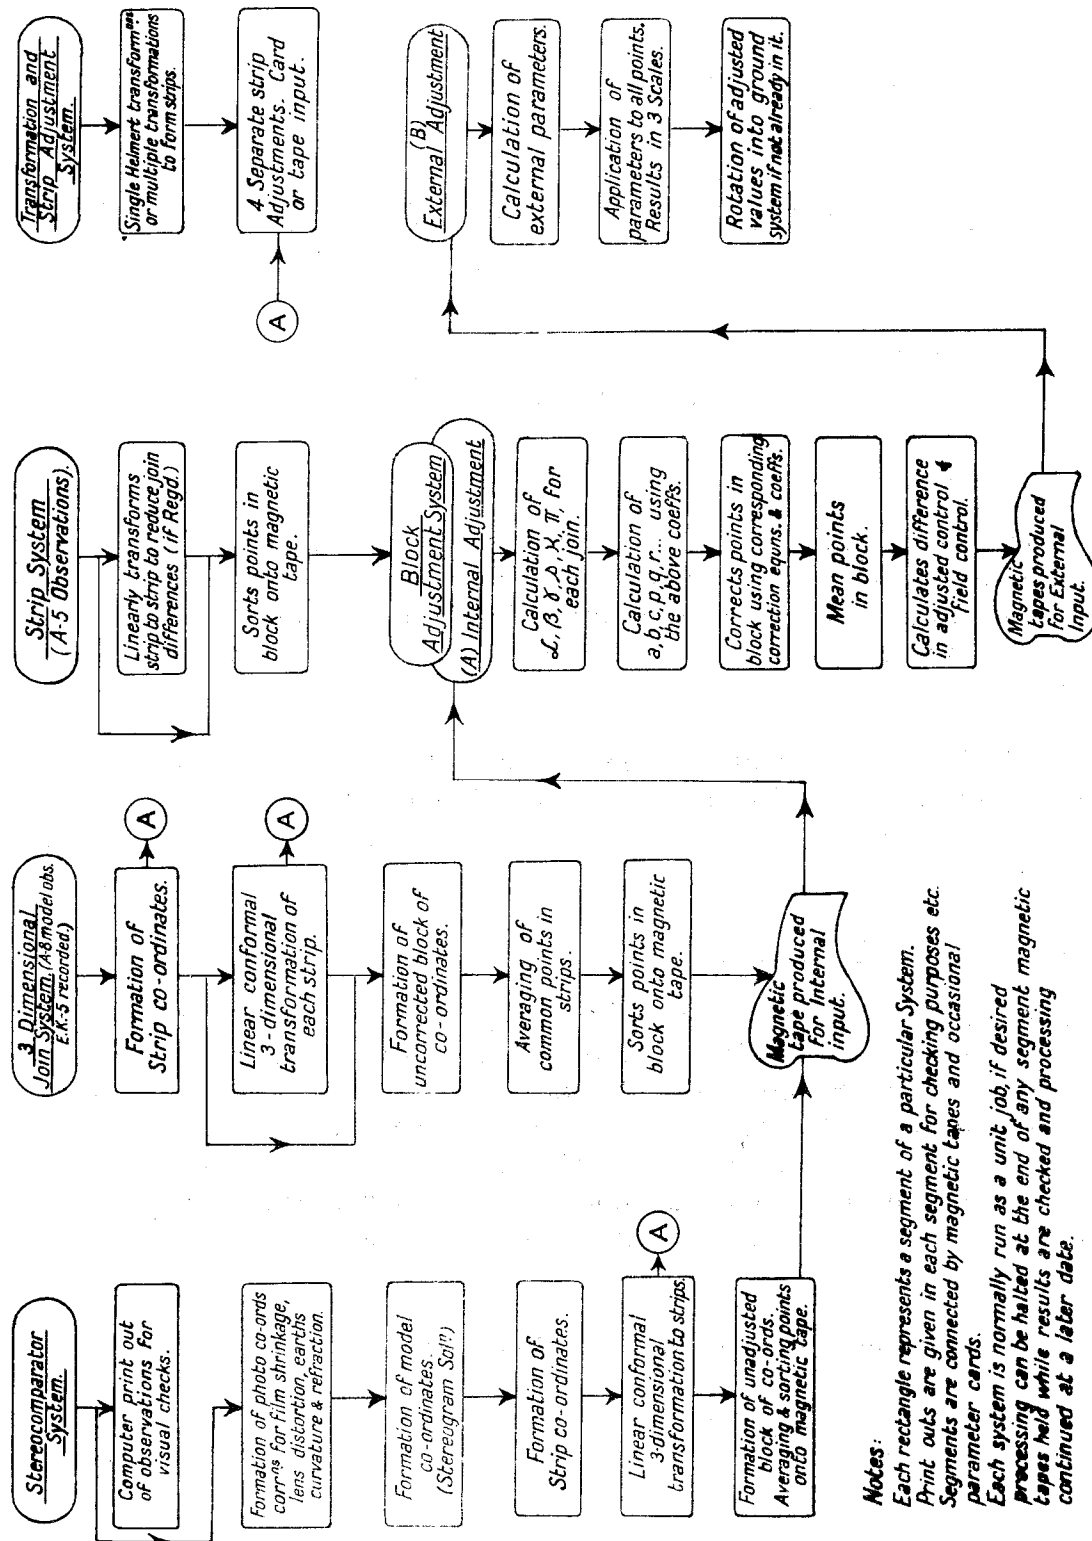 Stereocomparator
System.
Computer print out
of observations for
visual checks.
Formation of photo co-ords
corrns for film shrinkage,
lens distortion, earths
curvature & refraction.
Formation of model
co-ordinates.
(Stereogram Soln)
Formation of
Strip co-ordinates.
Linear conformal
3-dimensional
transformation to strips.
A
Formation of unadjusted
block of co-ords.
Averaging & sorting points
onto magnetic tape.
3 Dimensional
Join System. (A-8 model obs.
E.K.-5 recorded.)
Formation of
Strip co-ordinates.
A
Linear conformal
3-dimensional
transformation of
each strip.
A
Formation of
uncorrected block of
co-ordinates.
Averaging of
common points in
strips.
Sorts points in
block onto magnetic
tape.
Magnetic
tape produced
for Internal
input.
Strip System
(A-5 Observations).
Linearly transforms
strip to strip to reduce join
differences (if Reqd.)
Sorts points in
block onto magnetic
tape.
Block
Adjustment System
(A) Internal Adjustment
Calculation of
for
each join.
Calculation of
a, b, c, p, q, r... using
the above coeffs.
Corrects points in
block using corresponding
correction equns. & coeffs.
Mean points
in block.
Calculates difference
in adjusted control &
field control.
Magnetic
tapes produced
for External
Input.
Transformation and
Strip Adjustment
System.
Single Helmert transformns
or multiple transformations
to form strips.
4 Separate strip
Adjustments. Card
or tape input.
A
(B)
External Adjustment
Calculation of
external parameters.
Application of
parameters to all points.
Results in 3 Scales.
Rotation of adjusted
values into ground
system if not already in it.
Notes:
Each rectangle represents a segment of a particular System.
Print outs are given in each segment for checking purposes etc.
Segments are connected by magnetic tapes and occasional
parameter cards.
Each system is normally run as a unit job, if desired
processing can be halted at the end of any segment magnetic
tapes held while results are checked and processing
continued at a later date.